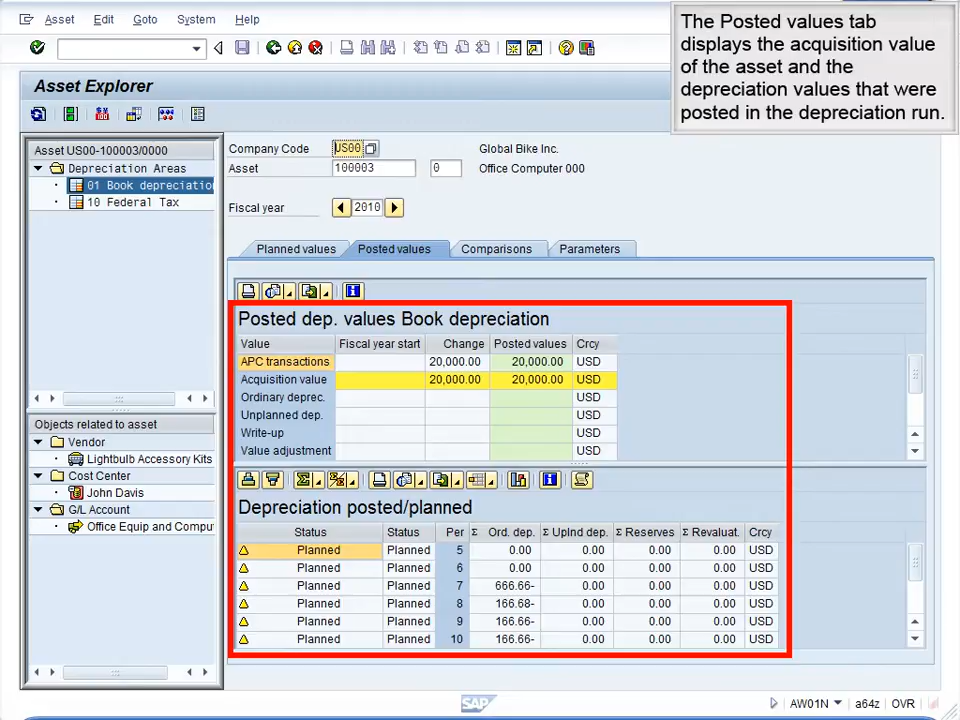 Asset Edit Goto System Help
The Posted values tab
displays the acquisition value
of the asset and the
depreciation values that were
posted in the depreciation run.
Asset Explorer
Asset US00-100003/0000
Depreciation Areas
01 Book depreciatio
10 Federal Tax
Company Code US00 Global Bike Inc.
Asset 100003 0 Office Computer 000
Fiscal year 2010
Planned values Posted values Comparisons Parameters
Posted dep. values Book depreciation
Value Fiscal year start Change Posted values Crcy
APC transactions 20,000.00 20,000.00 USD
Acquisition value 20,000.00 20,000.00 USD
Ordinary deprec. USD
Unplanned dep. USD
Write-up USD
Value adjustment USD
Objects related to asset
Vendor
Lightbulb Accessory Kits
Cost Center
John Davis
G/L Account
Office Equip and Compu
Depreciation posted/planned
Status Status Per Σ Ord. dep. Σ Uplnd dep. Σ Reserves Σ Revaluat. Crcy
Planned Planned 5 0.00 0.00 0.00 0.00 USD
Planned Planned 6 0.00 0.00 0.00 0.00 USD
Planned Planned 7 666.66- 0.00 0.00 0.00 USD
Planned Planned 8 166.68- 0.00 0.00 0.00 USD
Planned Planned 9 166.66- 0.00 0.00 0.00 USD
Planned Planned 10 166.66- 0.00 0.00 0.00 USD
SAP
AW01N a64z OVR